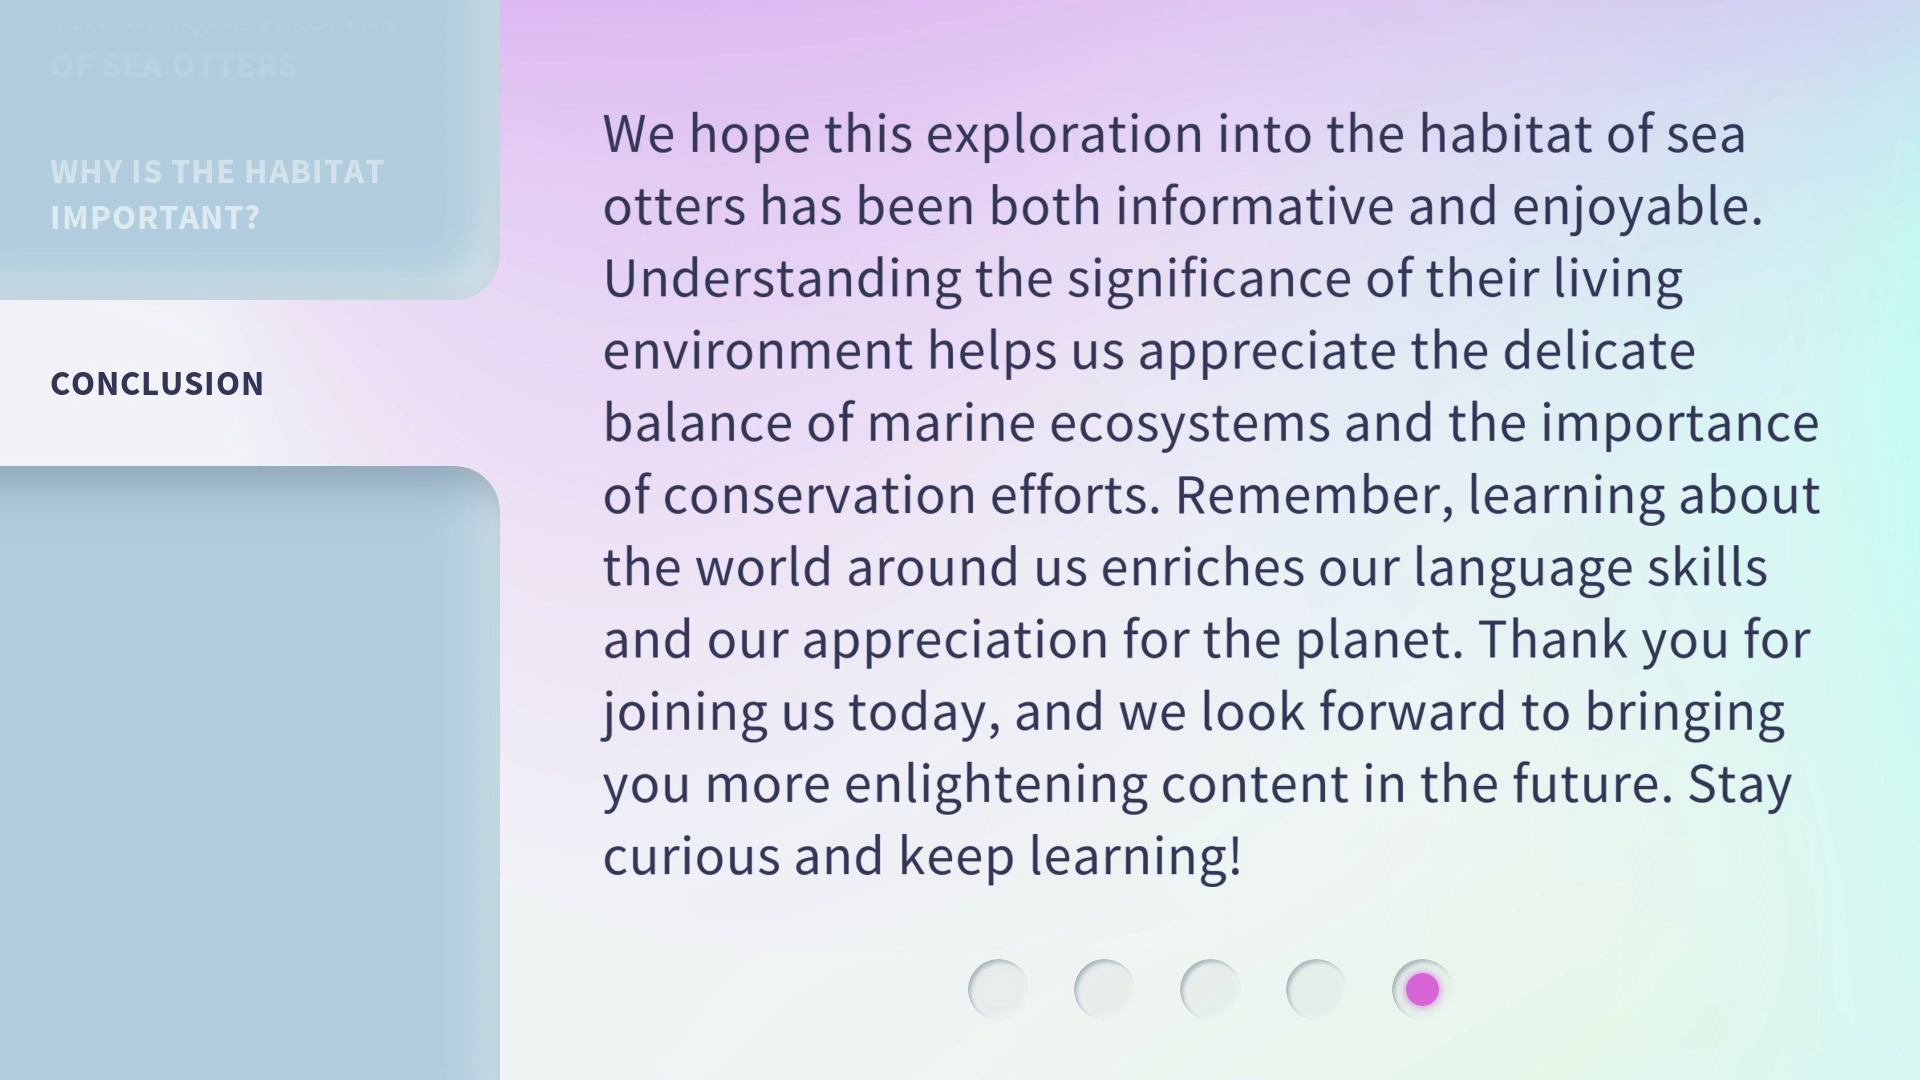 OF SEA OTTERS
WHY IS THE HABITAT
IMPORTANT?
CONCLUSION
We hope this exploration into the habitat of sea
otters has been both informative and enjoyable.
Understanding the significance of their living
environment helps us appreciate the delicate
balance of marine ecosystems and the importance
of conservation efforts. Remember, learning about
the world around us enriches our language skills
and our appreciation for the planet. Thank you for
joining us today, and we look forward to bringing
you more enlightening content in the future. Stay
curious and keep learning!